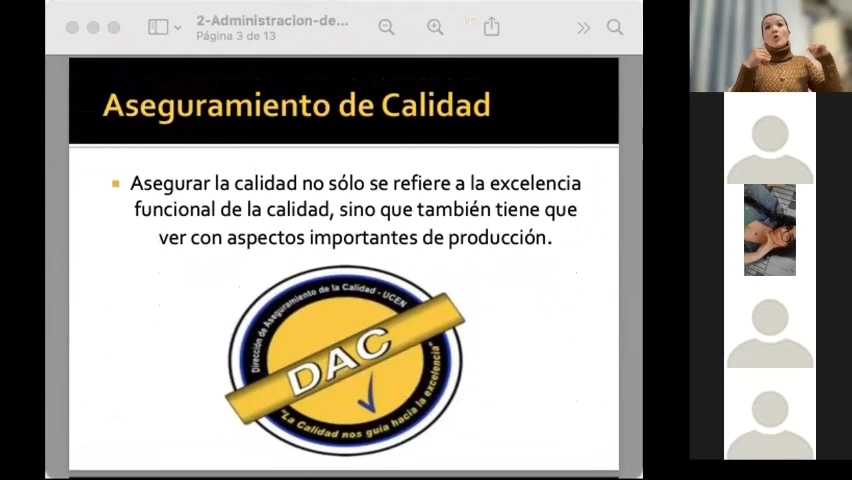 2-Administracion-de...
Página 3 de 13
Aseguramiento de Calidad
Asegurar la calidad no sólo se refiere a la excelencia
funcional de la calidad, sino que también tiene que
ver con aspectos importantes de producción.
Dirección de Aseguramiento de la Calidad - UCEN
DAC
"La Calidad nos guía hacia la excelencia"